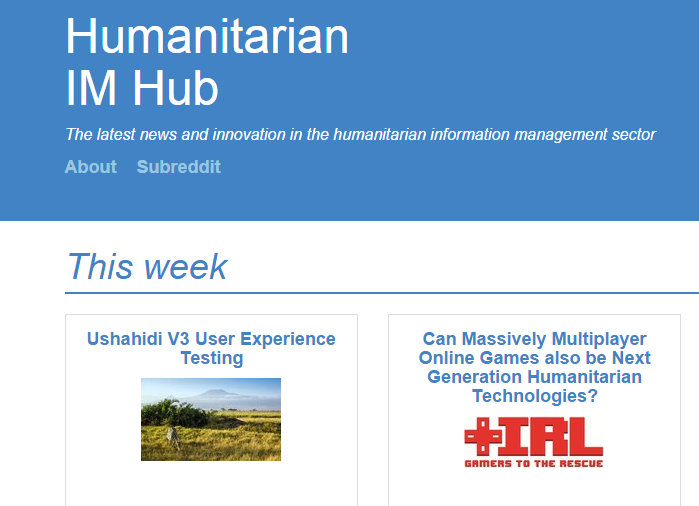 Humanitarian
IM Hub
The latest news and innovation in the humanitarian information management sector
About Subreddit
This week
Ushahidi V3 User Experience
Testing
Can Massively Multiplayer
Online Games also be Next
Generation Humanitarian
Technologies?
IRL
GAMERS TO THE RESCUE